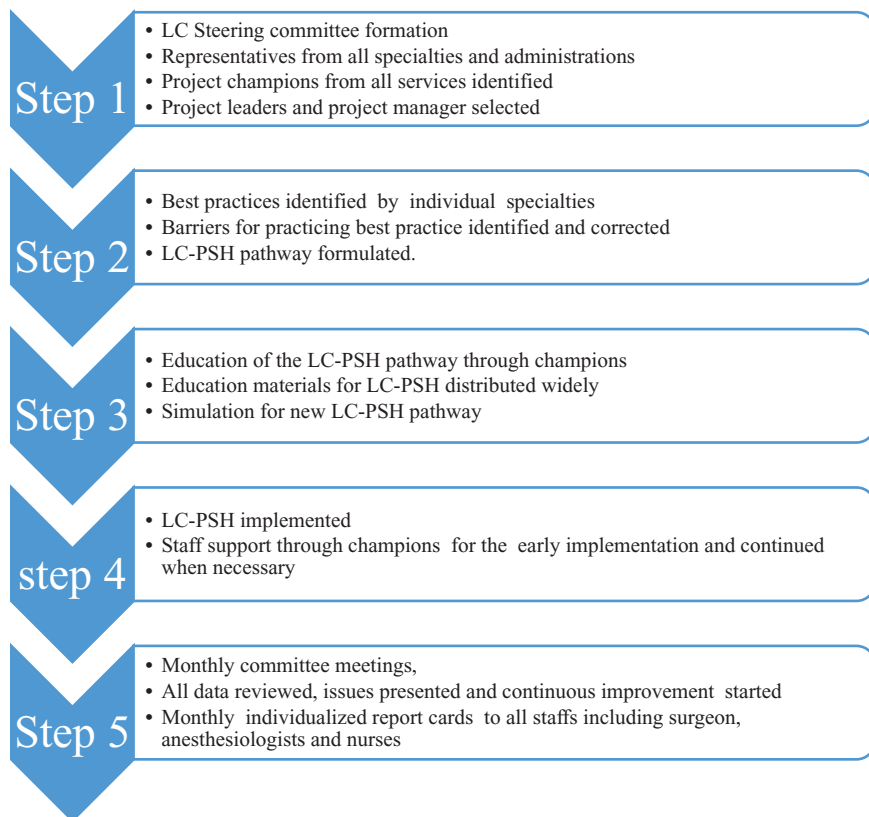 Step 1
• LC Steering committee formation
• Representatives from all specialties and administrations
• Project champions from all services identified
• Project leaders and project manager selected
Step 2
• Best practices identified by individual specialties
• Barriers for practicing best practice identified and corrected
• LC-PSH pathway formulated.
Step 3
• Education of the LC-PSH pathway through champions
• Education materials for LC-PSH distributed widely
• Simulation for new LC-PSH pathway
step 4
• LC-PSH implemented
• Staff support through champions for the early implementation and continued
when necessary
Step 5
• Monthly committee meetings,
• All data reviewed, issues presented and continuous improvement started
• Monthly individualized report cards to all staffs including surgeon,
anesthesiologists and nurses